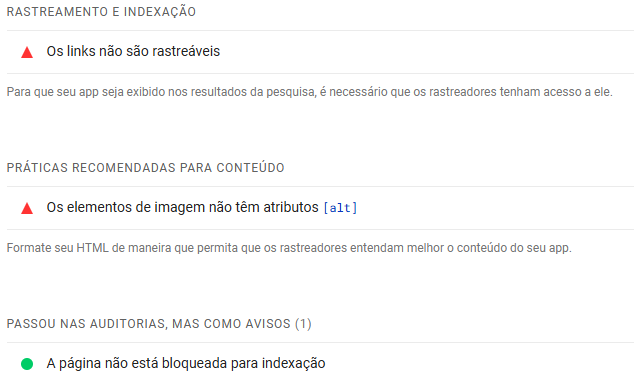 RASTREAMENTO E INDEXAÇÃO
Os links não são rastreáveis
Para que seu app seja exibido nos resultados da pesquisa, é necessário que os rastreadores tenham acesso a ele.
PRÁTICAS RECOMENDADAS PARA CONTEÚDO
Os elementos de imagem não têm atributos [alt]
Formate seu HTML de maneira que permita que os rastreadores entendam melhor o conteúdo do seu app.
PASSOU NAS AUDITORIAS, MAS COMO AVISOS (1)
A página não está bloqueada para indexação